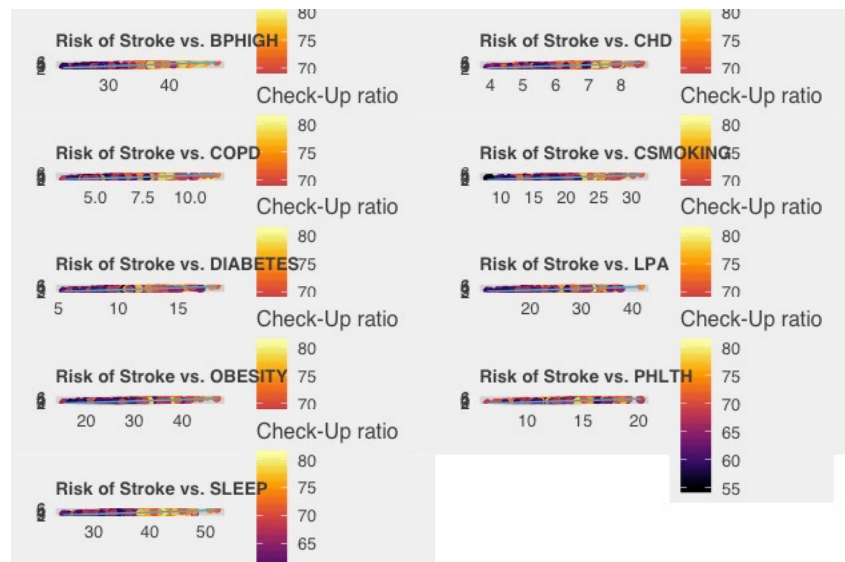 80
Risk of Stroke vs. BPHIGH
75
70
30 40
Check-Up ratio
80
Risk of Stroke vs. CHD
75
70
4 5 6 7 8
Check-Up ratio
80
Risk of Stroke vs. COPD
75
70
5.0 7.5 10.0
Check-Up ratio
80
Risk of Stroke vs. CSMOKING
75
70
10 15 20 25 30
Check-Up ratio
80
Risk of Stroke vs. DIABETES
75
70
5 10 15
Check-Up ratio
80
Risk of Stroke vs. LPA
75
70
20 30 40
Check-Up ratio
80
Risk of Stroke vs. OBESITY
75
70
20 30 40
Check-Up ratio
80
Risk of Stroke vs. PHLTH
75
70
65
60
55
10 15 20
80
Risk of Stroke vs. SLEEP
75
70
65
30 40 50